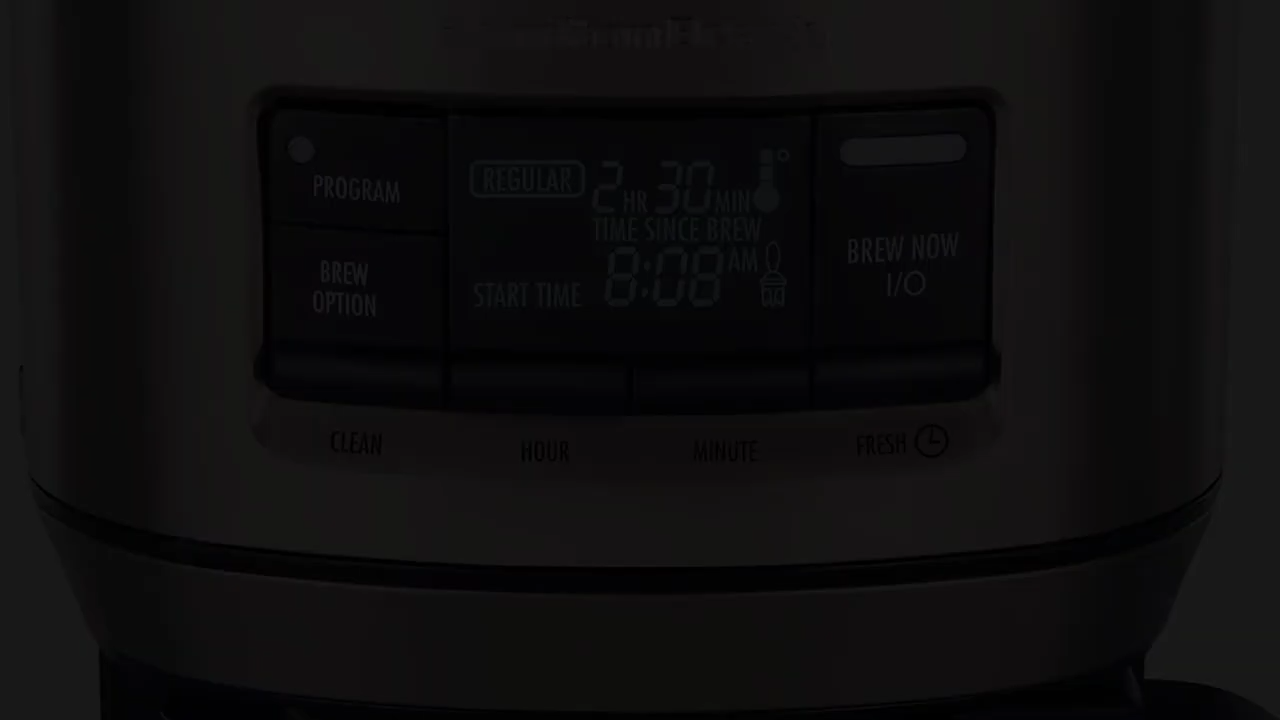 PROGRAM
BREW
OPTION
REGULAR 2 HR 30 MIN
TIME SINCE BREW
START TIME 8:08 AM
BREW NOW
I/O
CLEAN
HOUR
MINUTE
FRESH